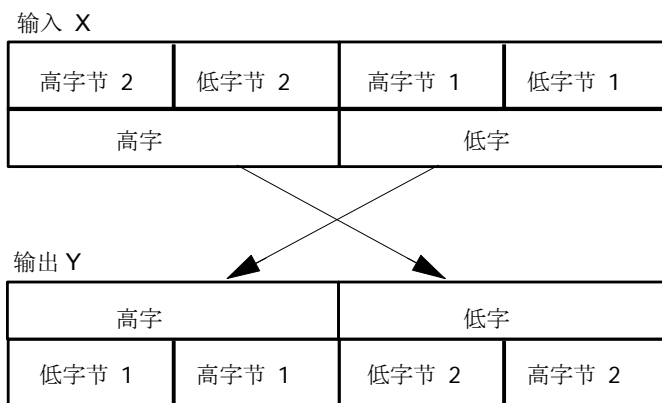 输入 X
高字节 2 低字节 2 高字节 1 低字节 1
高字 低字
输出 Y
高字 低字
低字节 1 高字节 1 低字节 2 高字节 2